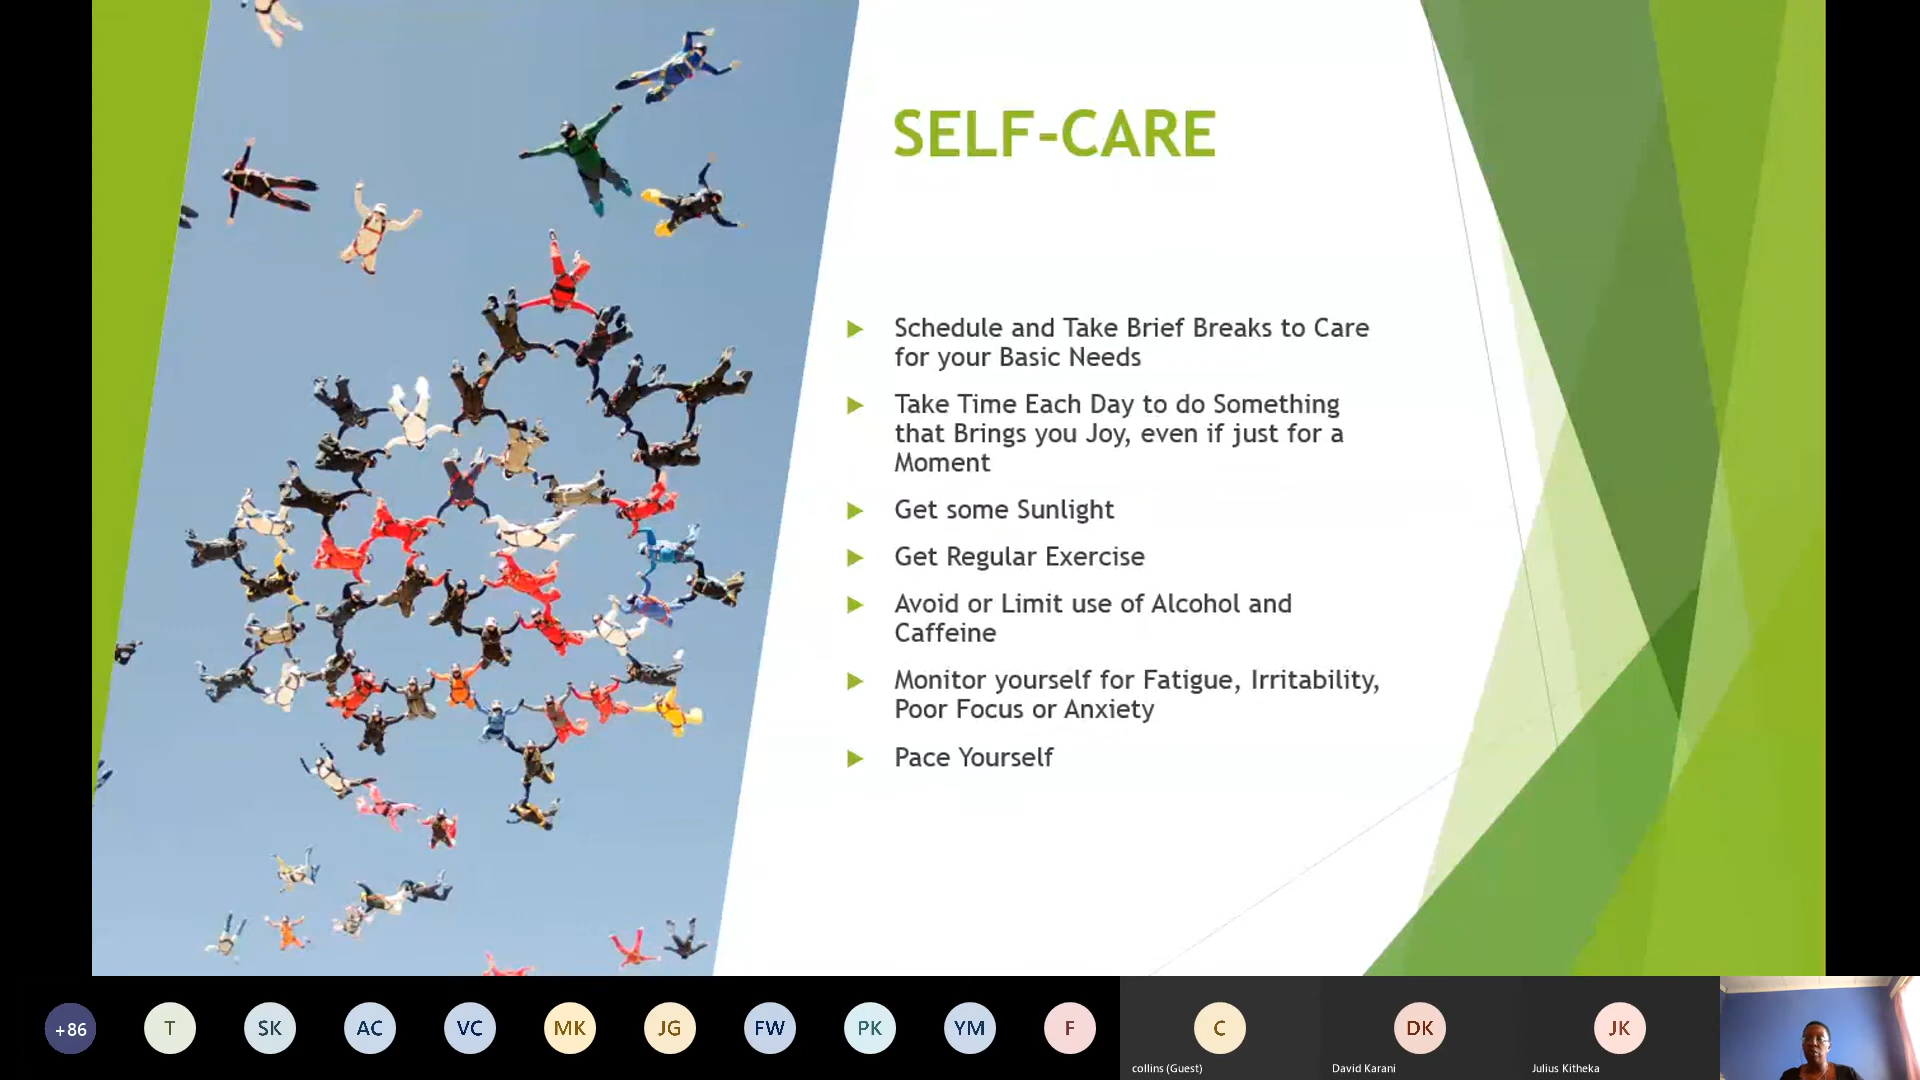 SELF-CARE
Schedule and Take Brief Breaks to Care
for your Basic Needs
Take Time Each Day to do Something
that Brings you Joy, even if just for a
Moment
Get some Sunlight
Get Regular Exercise
Avoid or Limit use of Alcohol and
Caffeine
Monitor yourself for Fatigue, Irritability,
Poor Focus or Anxiety
Pace Yourself
+86
T
SK
AC
VC
MK
JG
FW
PK
YM
F
C
collins (Guest)
DK
David Karani
JK
Julius Kitheka